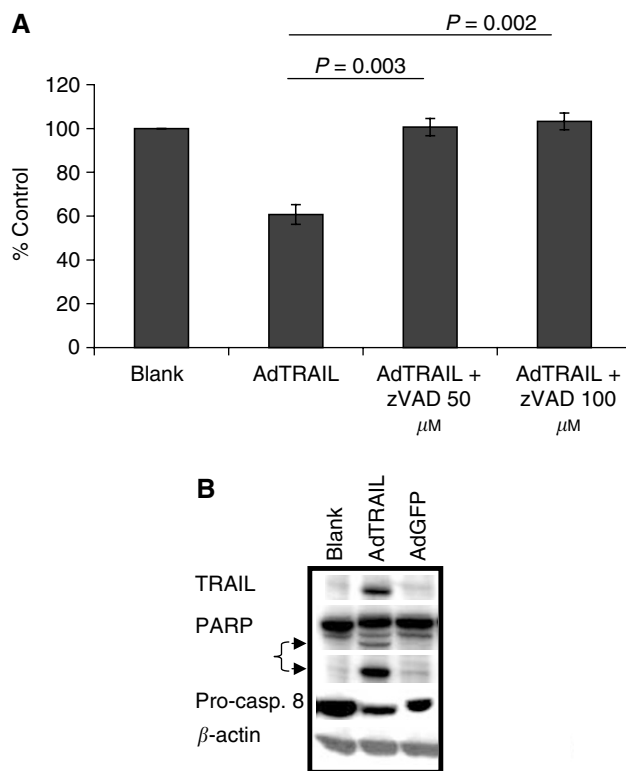 A
P = 0.002
P = 0.003
120
100
80
60
40
20
0
% Control
Blank
AdTRAIL
AdTRAIL +
zVAD 50
μM
AdTRAIL +
zVAD 100
μM
B
Blank
AdTRAIL
AdGFP
TRAIL
PARP
Pro-casp. 8
β-actin